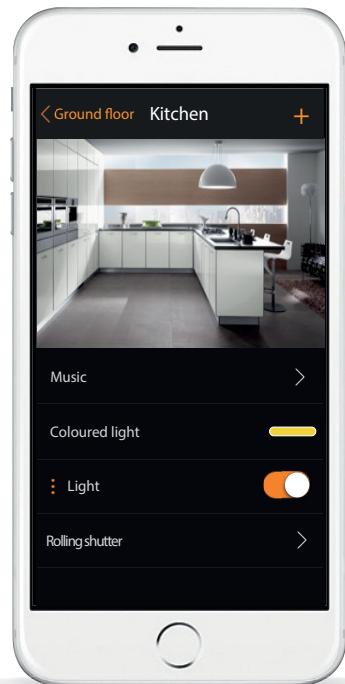 Ground floor Kitchen +
Music
Coloured light
Light
Rolling shutter